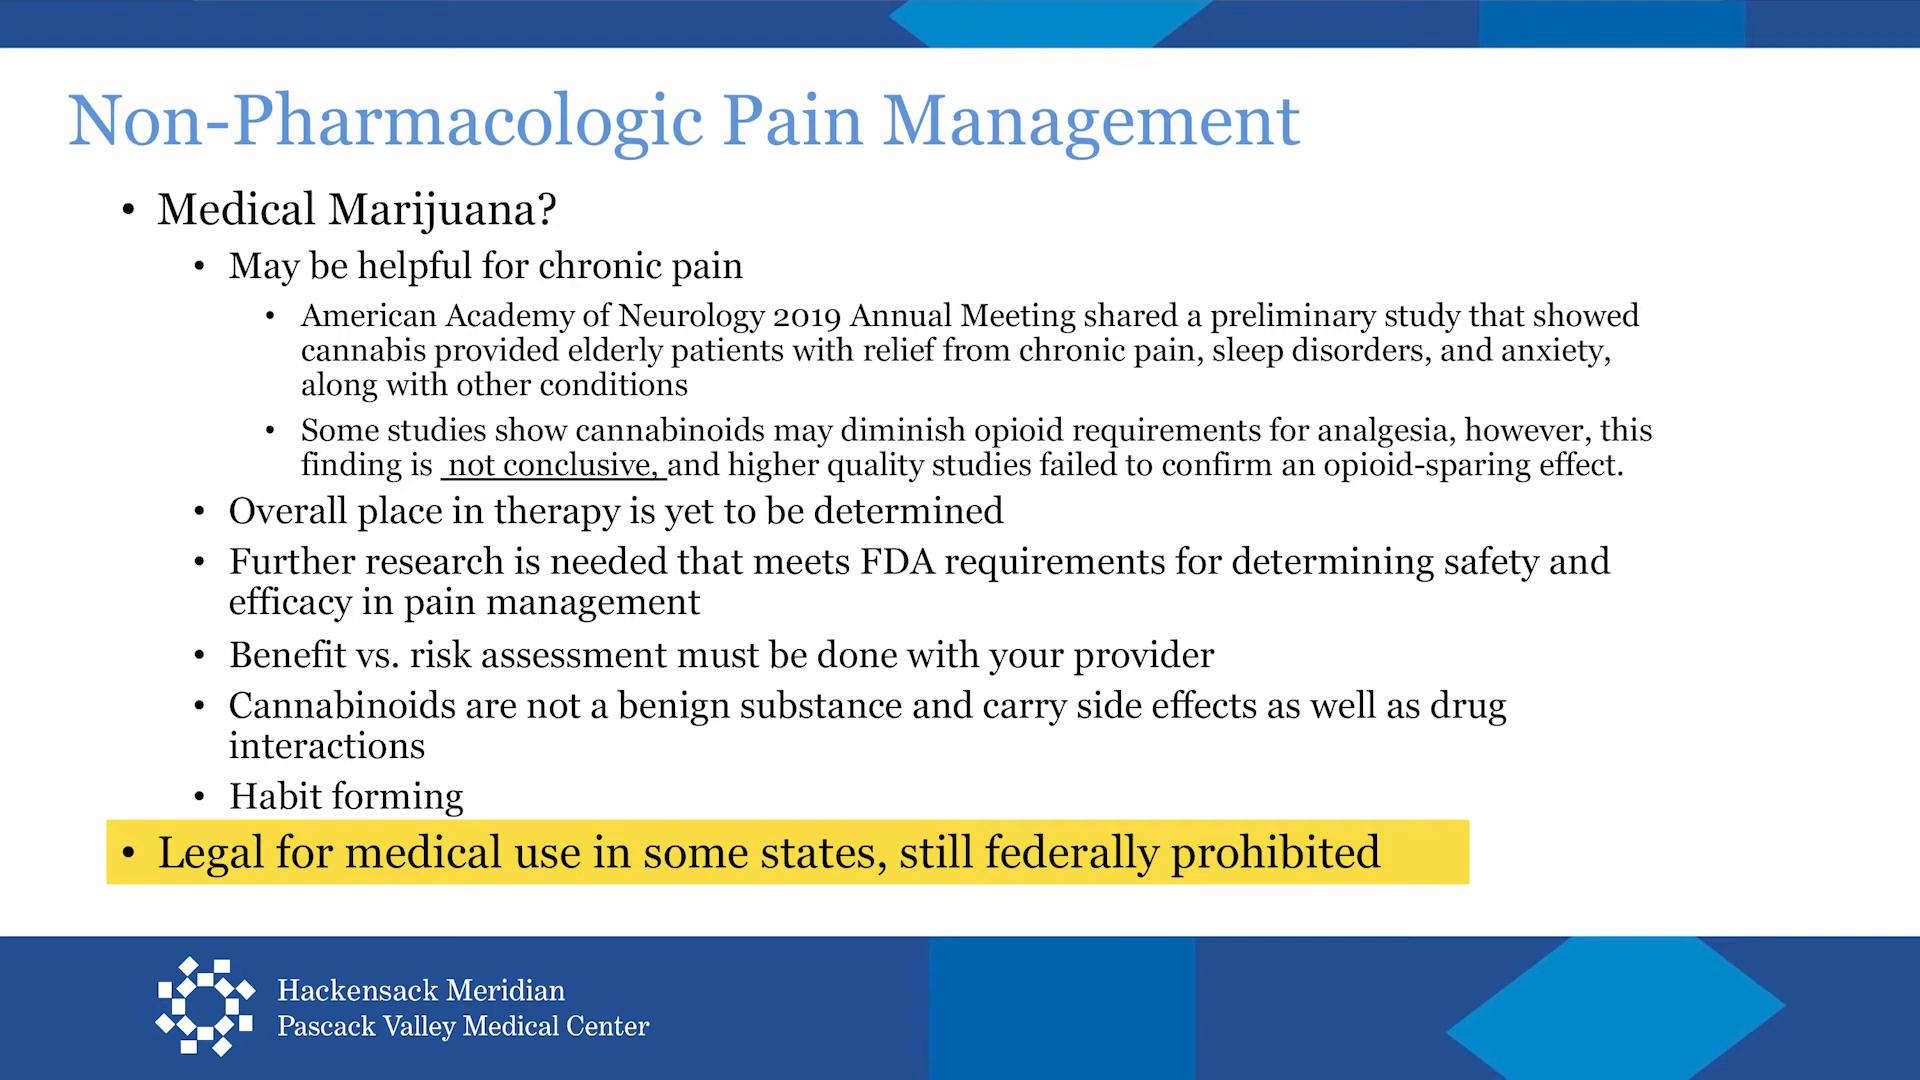 Non-Pharmacologic Pain Management
• Medical Marijuana?
• May be helpful for chronic pain
• American Academy of Neurology 2019 Annual Meeting shared a preliminary study that showed
cannabis provided elderly patients with relief from chronic pain, sleep disorders, and anxiety,
along with other conditions
• Some studies show cannabinoids may diminish opioid requirements for analgesia, however, this
finding is not conclusive, and higher quality studies failed to confirm an opioid-sparing effect.
• Overall place in therapy is yet to be determined
• Further research is needed that meets FDA requirements for determining safety and
efficacy in pain management
• Benefit vs. risk assessment must be done with your provider
• Cannabinoids are not a benign substance and carry side effects as well as drug
interactions
• Habit forming
• Legal for medical use in some states, still federally prohibited
Hackensack Meridian
Pascack Valley Medical Center